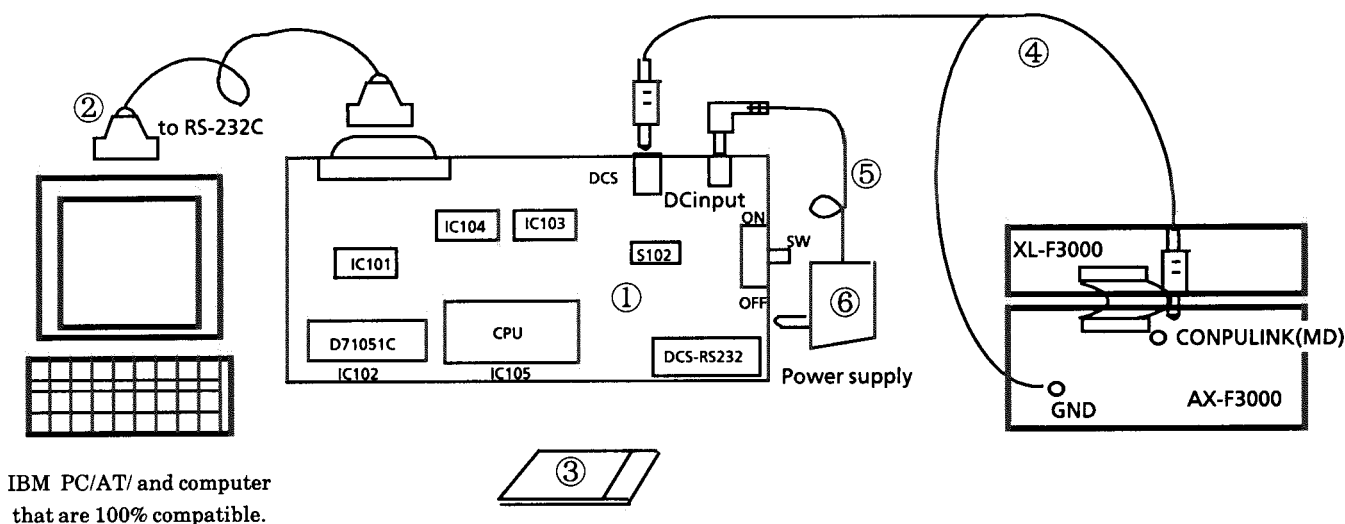 ②
to RS-232C
④
DCS
DCinput
⑤
ON
IC104
IC103
SW
XL-F3000
IC101
S102
①
OFF
⑥
D71051C
CPU
DCS-RS232
CONPULINK(MD)
IC102
IC105
Power supply
GND
AX-F3000
③
IBM PC/AT/ and computer
that are 100% compatible.